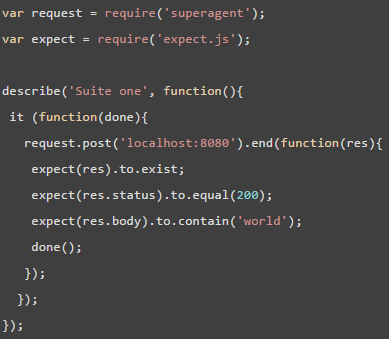 var request = require('superagent');
var expect = require('expect.js');

describe('Suite one', function(){
 it (function(done){
   request.post('localhost:8080').end(function(res){
    expect(res).to.exist;
    expect(res.status).to.equal(200);
    expect(res.body).to.contain('world');
    done();
   });
  });
});